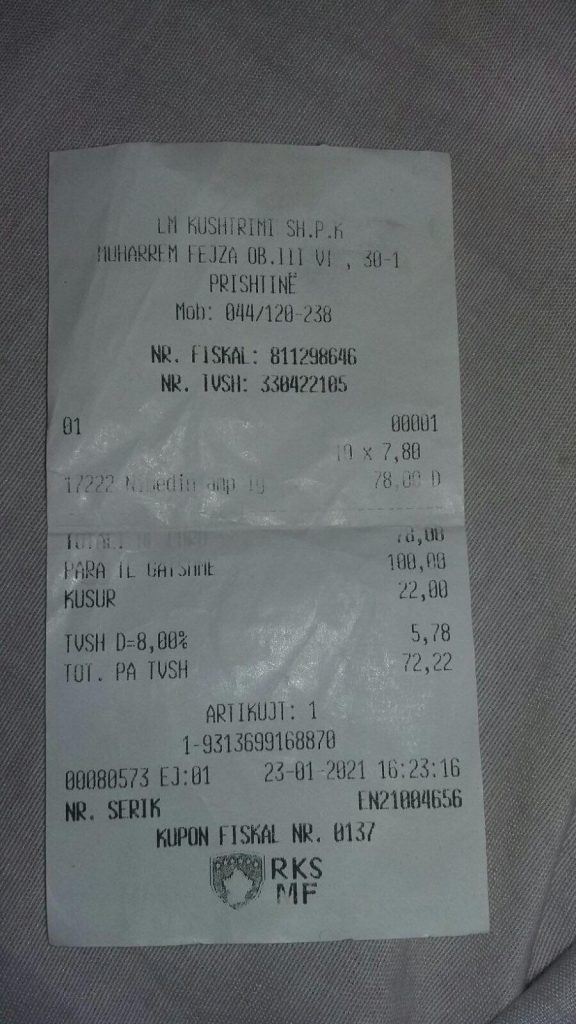 LM KUSHTRIMI SH.P.K
MUHARREM FEJZA OB.III VI , 30-1
PRISHTINË
Mob: 044/120-238
NR. FISKAL: 811298646
NR. TVSH: 330422105
01 00001
10 x 7,80
17222 amp 1g 78,00 D
TOTALI 78,00
PARA TE GATSHME 100,00
KUSUR 22,00
TVSH D=8,00% 5,78
TOT. PA TVSH 72,22
ARTIKUJT: 1
1-9313699168870
00080573 EJ:01 23-01-2021 16:23:16
NR. SERIK EN21004656
KUPON FISKAL NR. 0137
RKS
MF